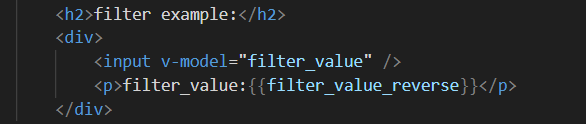 <h2>filter example:</h2>
<div>
<input v-model="filter_value" />
<p>filter_value:{{filter_value_reverse}}</p>
</div>